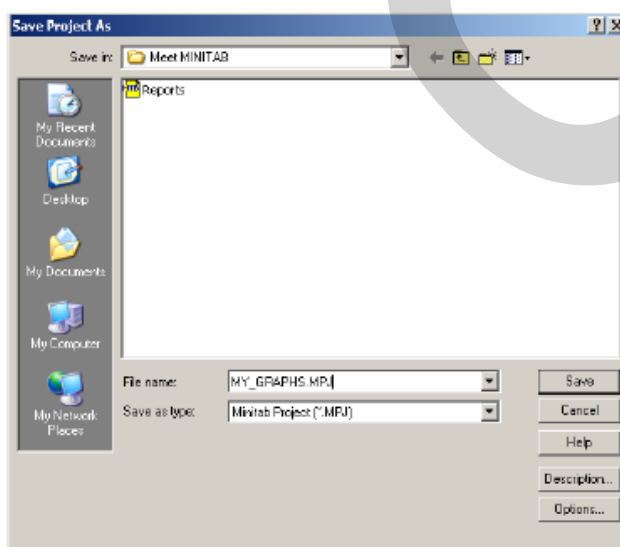 Save Project As
Save in:
Meet MINITAB
Reports
My Recent
Documents
Desktop
My Documents
My Computer
My Network
Places
File name:
MY_GRAPHS.MPJ
Save as type:
Minitab Project (*.MPJ)
Save
Cancel
Help
Description...
Options...